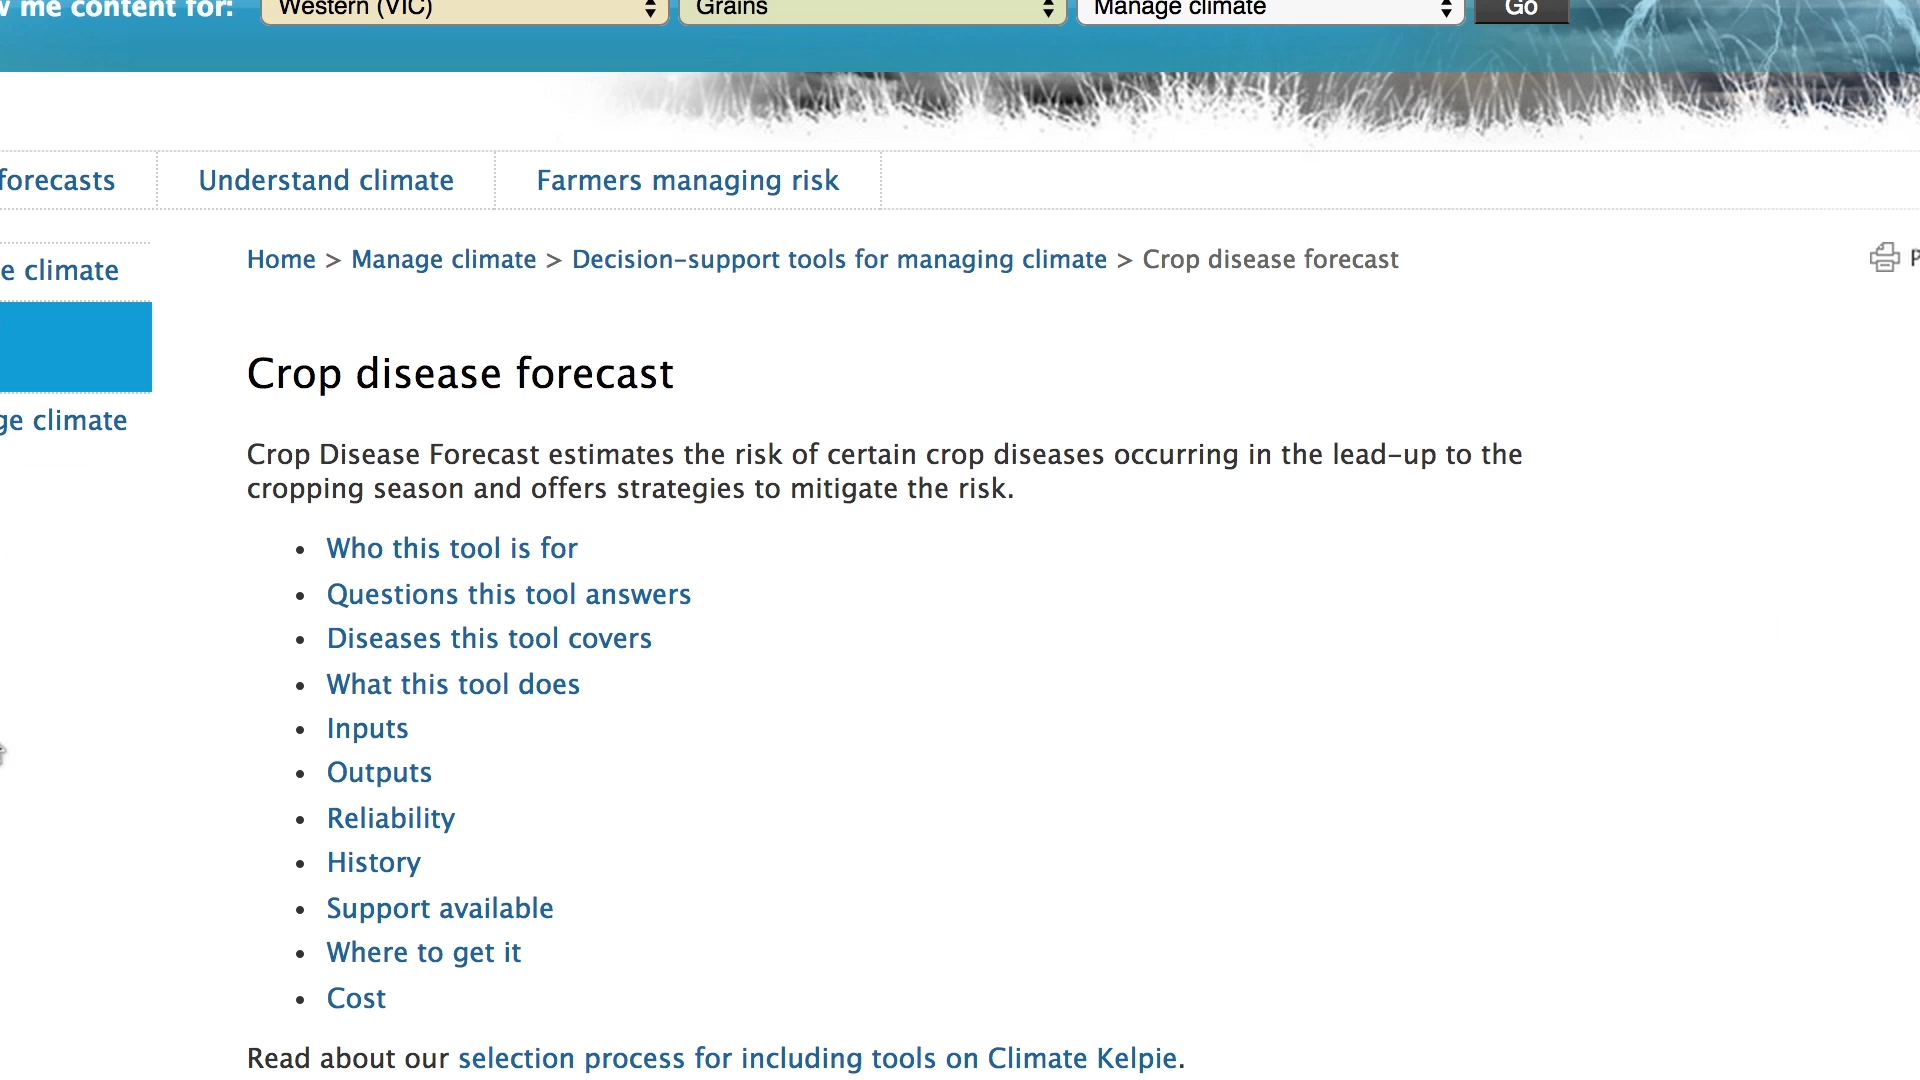 me content for: Western (VIC) Grains Manage climate Go
forecasts Understand climate Farmers managing risk
Home > Manage climate > Decision-support tools for managing climate > Crop disease forecast
climate
climate
Crop disease forecast
Crop Disease Forecast estimates the risk of certain crop diseases occurring in the lead-up to the
cropping season and offers strategies to mitigate the risk.
• Who this tool is for
• Questions this tool answers
• Diseases this tool covers
• What this tool does
• Inputs
• Outputs
• Reliability
• History
• Support available
• Where to get it
• Cost
Read about our selection process for including tools on Climate Kelpie.